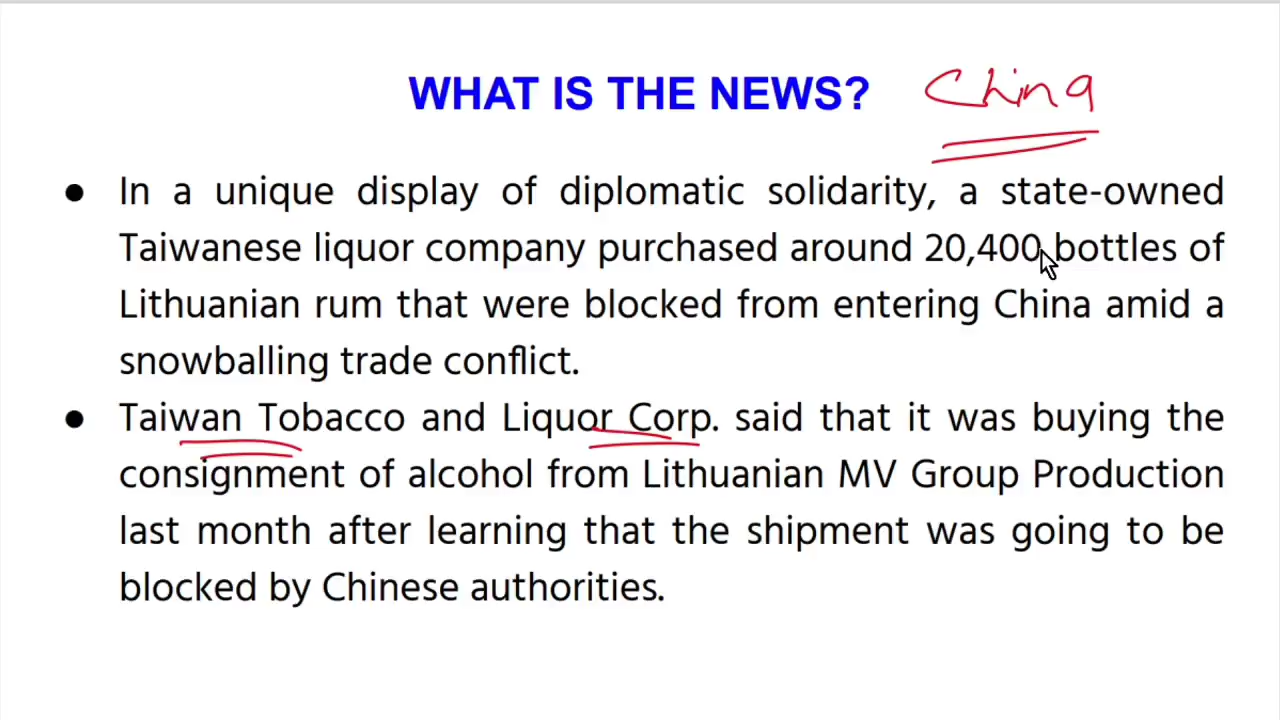 WHAT IS THE NEWS? China
● In a unique display of diplomatic solidarity, a state-owned
Taiwanese liquor company purchased around 20,400 bottles of
Lithuanian rum that were blocked from entering China amid a
snowballing trade conflict.
● Taiwan Tobacco and Liquor Corp. said that it was buying the
consignment of alcohol from Lithuanian MV Group Production
last month after learning that the shipment was going to be
blocked by Chinese authorities.